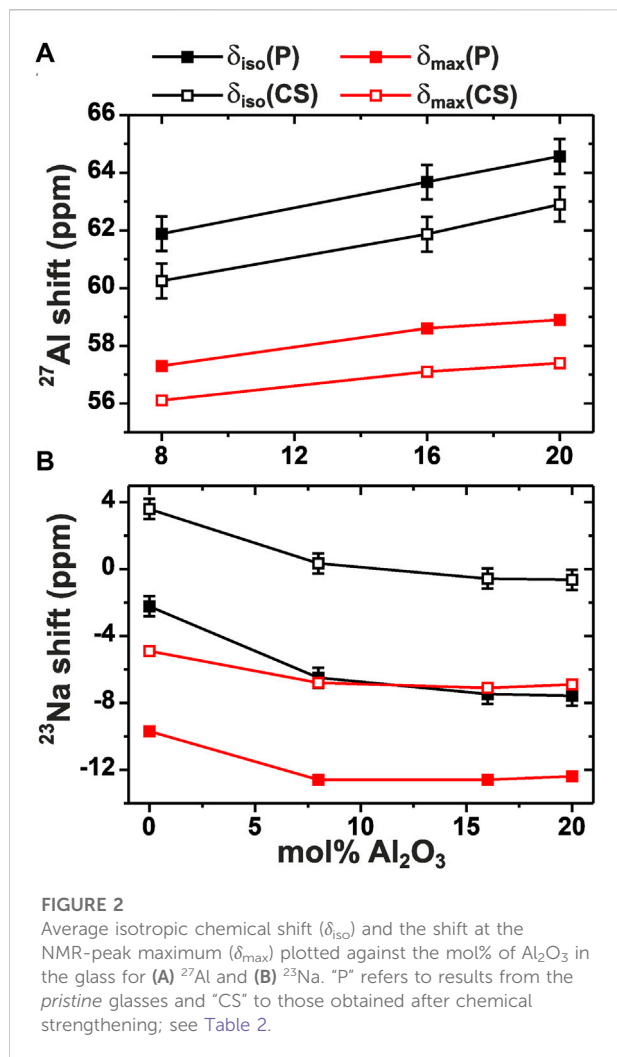 A
δiso(P) δmax(P)
δiso(CS) δmax(CS)
66
64
62
60
58
56
27Al shift (ppm)
8 12 16 20
B
4
0
-4
-8
-12
23Na shift (ppm)
0 5 10 15 20
mol% Al2O3
FIGURE 2
Average isotropic chemical shift (δiso) and the shift at the
NMR-peak maximum (δmax) plotted against the mol% of Al2O3 in
the glass for (A) 27Al and (B) 23Na. "P" refers to results from the
pristine glasses and "CS" to those obtained after chemical
strengthening; see Table 2.